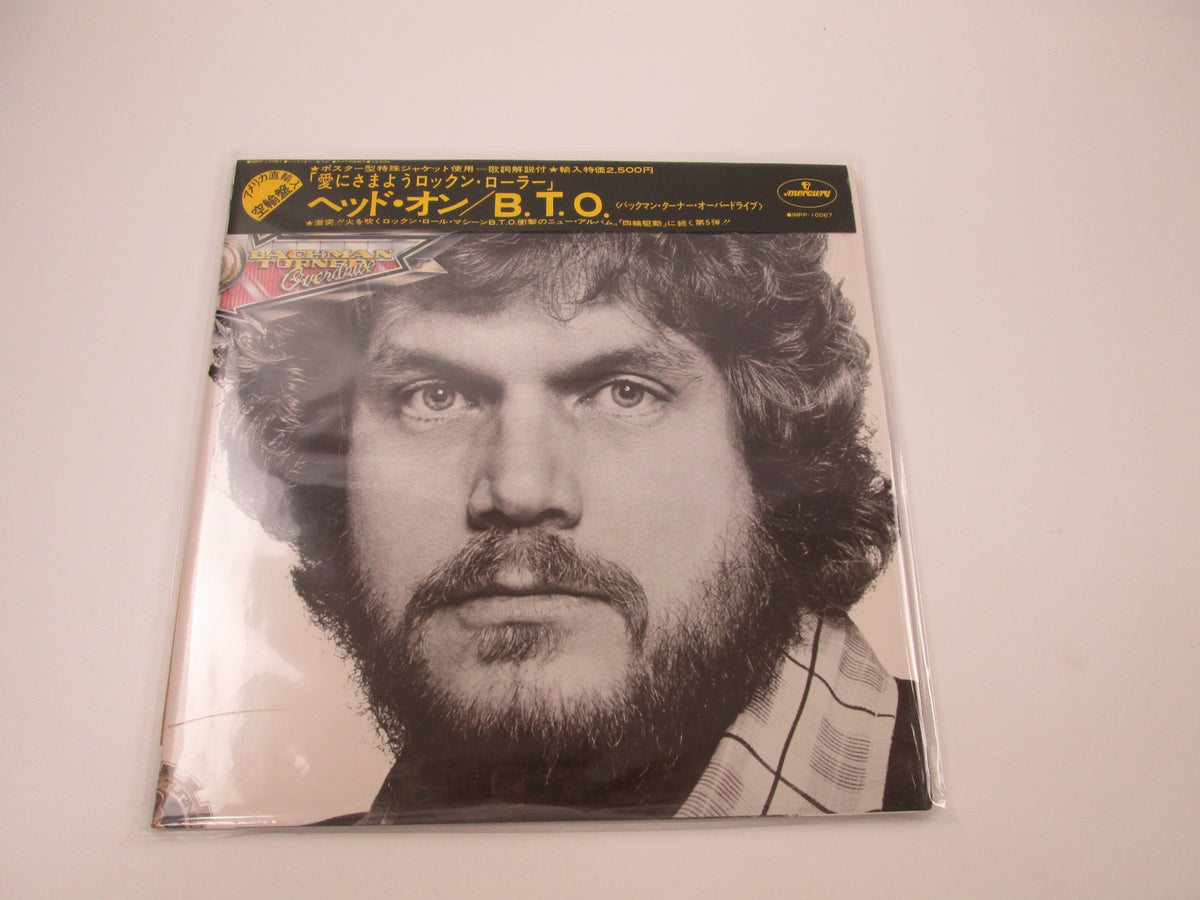 ★ポスター型特殊ジャケット使用—歌詞解説付★輸入特価2,500円
アメリカ直輸入
空輸盤
「愛にさまようロックン・ローラー」
ヘッド・オン/B.T.O.〈バックマン・ターナー・オーバードライブ〉
★激突!!火を吹くロックン・ロール・マシーンB.T.O.衝撃のニュー・アルバム。「四輪駆動」に続く第5弾!!
mercury
●IMPP-10067
BACHMAN
TURNER
Overdrive